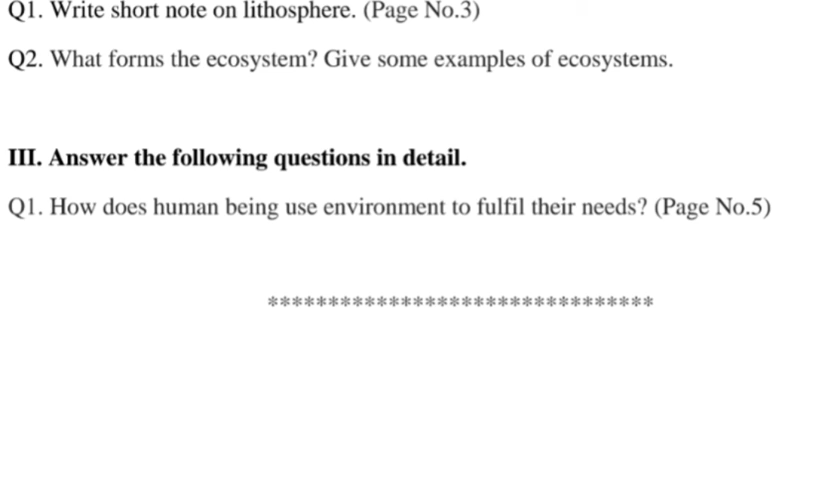 Q1. Write short note on lithosphere. (Page No.3)
Q2. What forms the ecosystem? Give some examples of ecosystems.
III. Answer the following questions in detail.
Q1. How does human being use environment to fulfil their needs? (Page No.5)
********************************